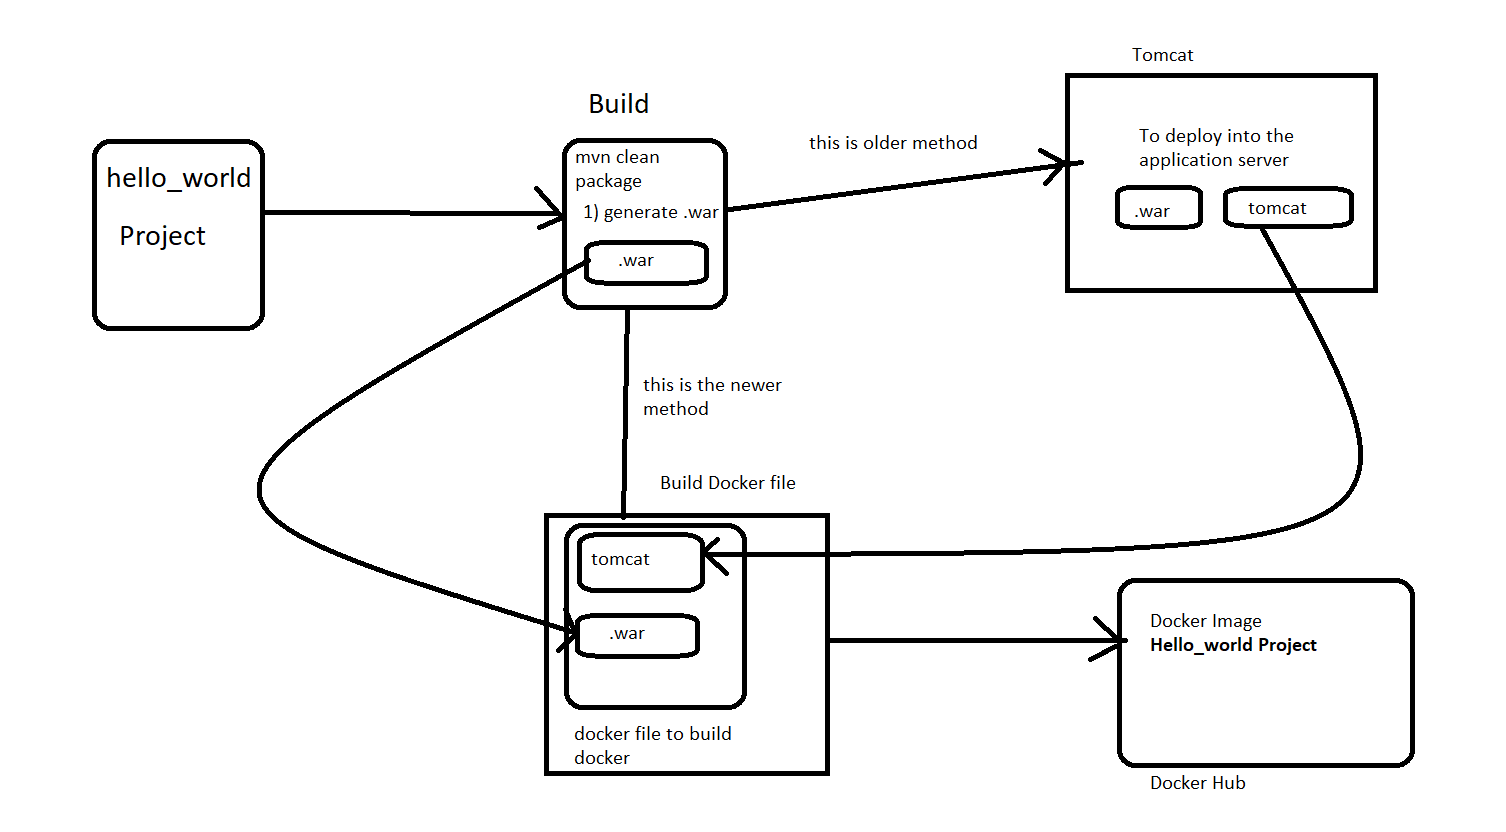 Tomcat
Build
hello_world
Project
mvn clean
package
1) generate .war
.war
this is older method
To deploy into the
application server
.war
tomcat
this is the newer
method
Build Docker file
tomcat
.war
docker file to build
docker
Docker Image
Hello_world Project
Docker Hub